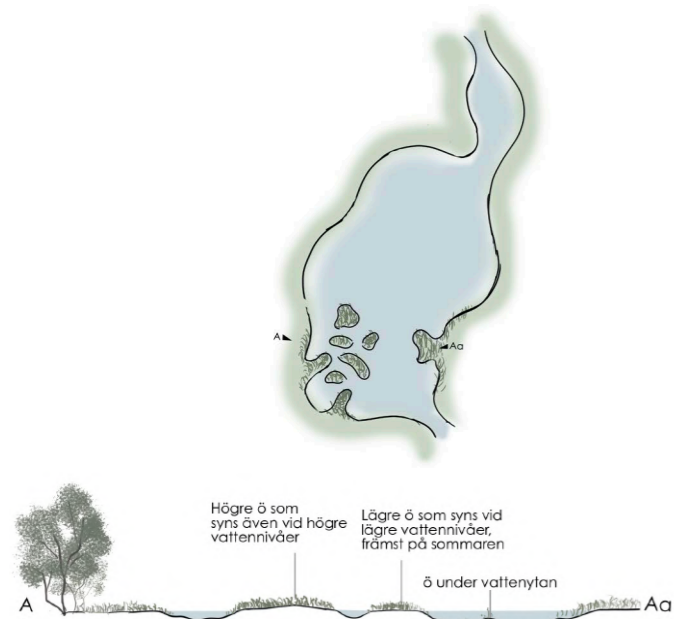 A
Aa
Högre ö som
syns även vid högre
vattennivåer
Lägre ö som syns vid
lägre vattennivåer,
främst på sommaren
ö under vattenytan
A
Aa